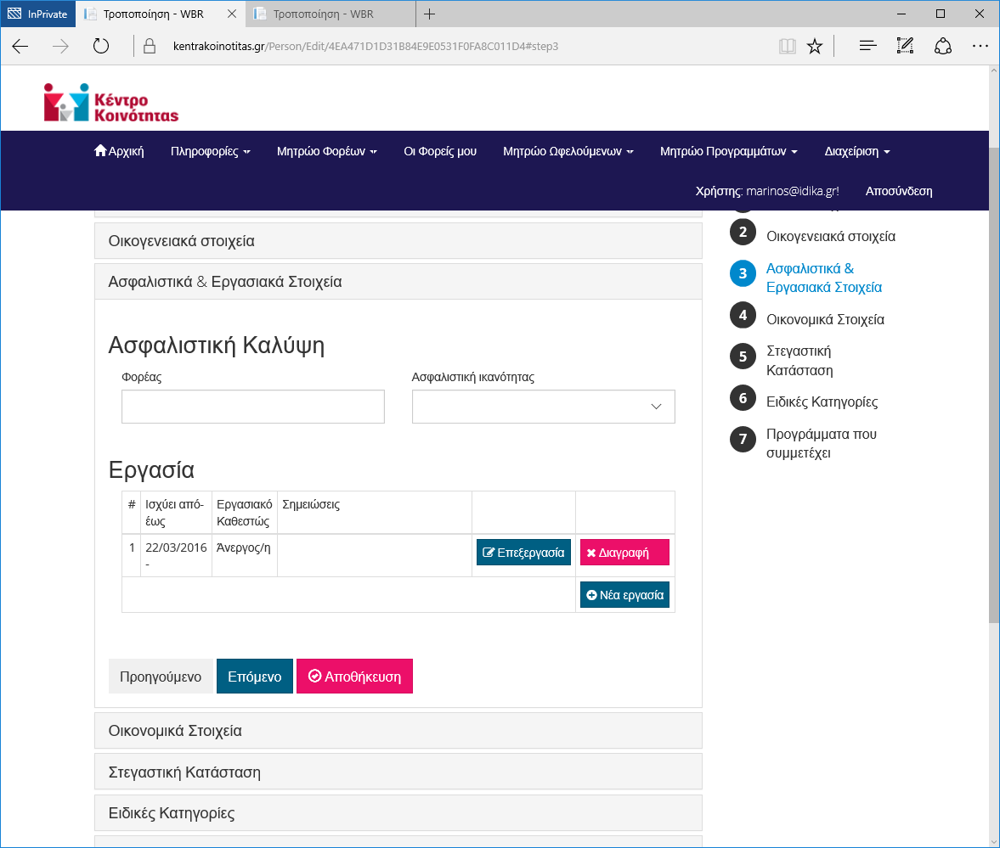 InPrivate
Τροποποίηση - WBR
Τροποποίηση - WBR
kentrakoinotitas.gr/Person/Edit/4EA471D1D31B84E9E0531F0FA8C011D4#step3
Κέντρο
Κοινότητας
Αρχική Πληροφορίες Μητρώο Φορέων Οι Φορείς μου Μητρώο Ωφελούμενων Μητρώο Προγραμμάτων Διαχείριση
Χρήστης: marinos@idika.gr! Αποσύνδεση
Οικογενειακά στοιχεία
Ασφαλιστικά & Εργασιακά Στοιχεία
Ασφαλιστική Καλύψη
Φορέας Ασφαλιστική ικανότητας
Εργασία
# Ισχύει από- Εργασιακό Σημειώσεις
έως Καθεστώς
1 22/03/2016 Άνεργος/η Επεξεργασία Διαγραφή
-
Νέα εργασία
Προηγούμενο Επόμενο Αποθήκευση
Οικονομικά Στοιχεία
Στεγαστική Κατάσταση
Ειδικές Κατηγορίες
2 Οικογενειακά στοιχεία
3 Ασφαλιστικά &
Εργασιακά Στοιχεία
4 Οικονομικά Στοιχεία
5 Στεγαστική
Κατάσταση
6 Ειδικές Κατηγορίες
7 Προγράμματα που
συμμετέχει